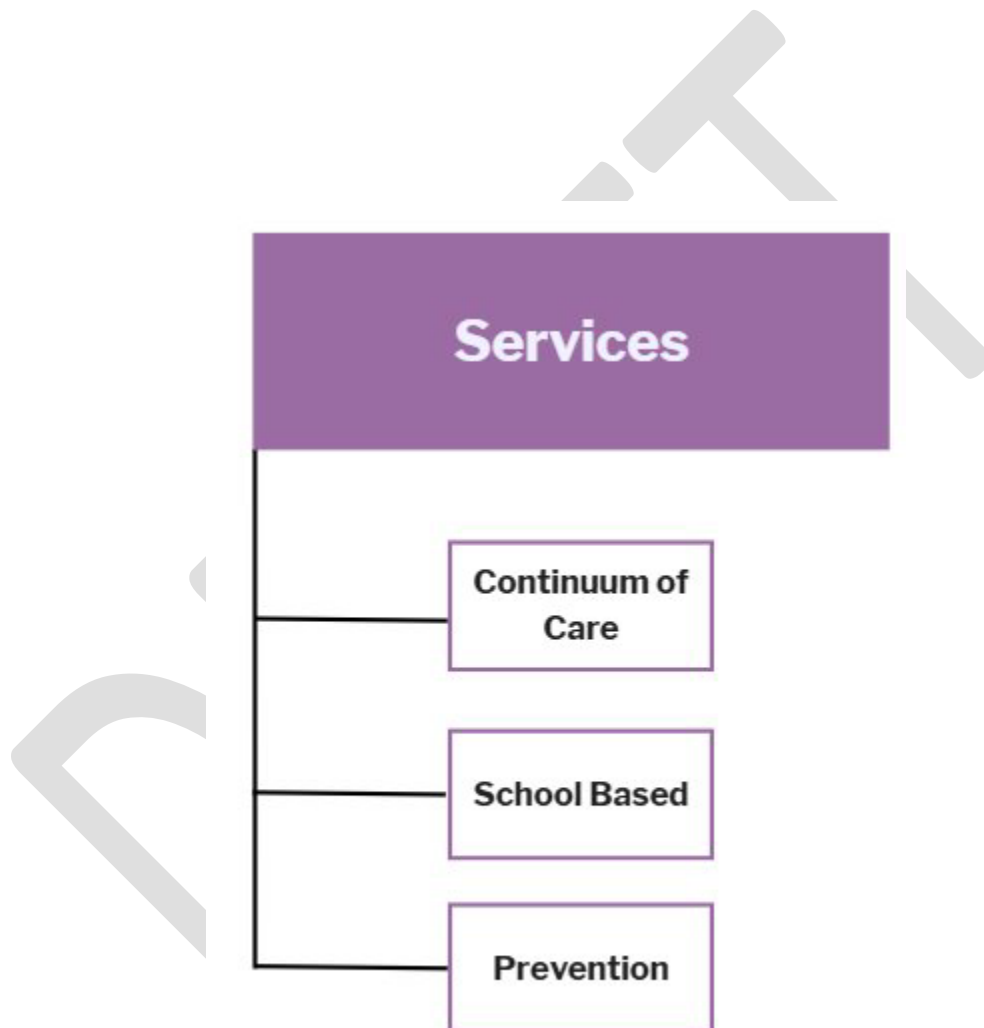 Services
Continuum of
Care
School Based
Prevention